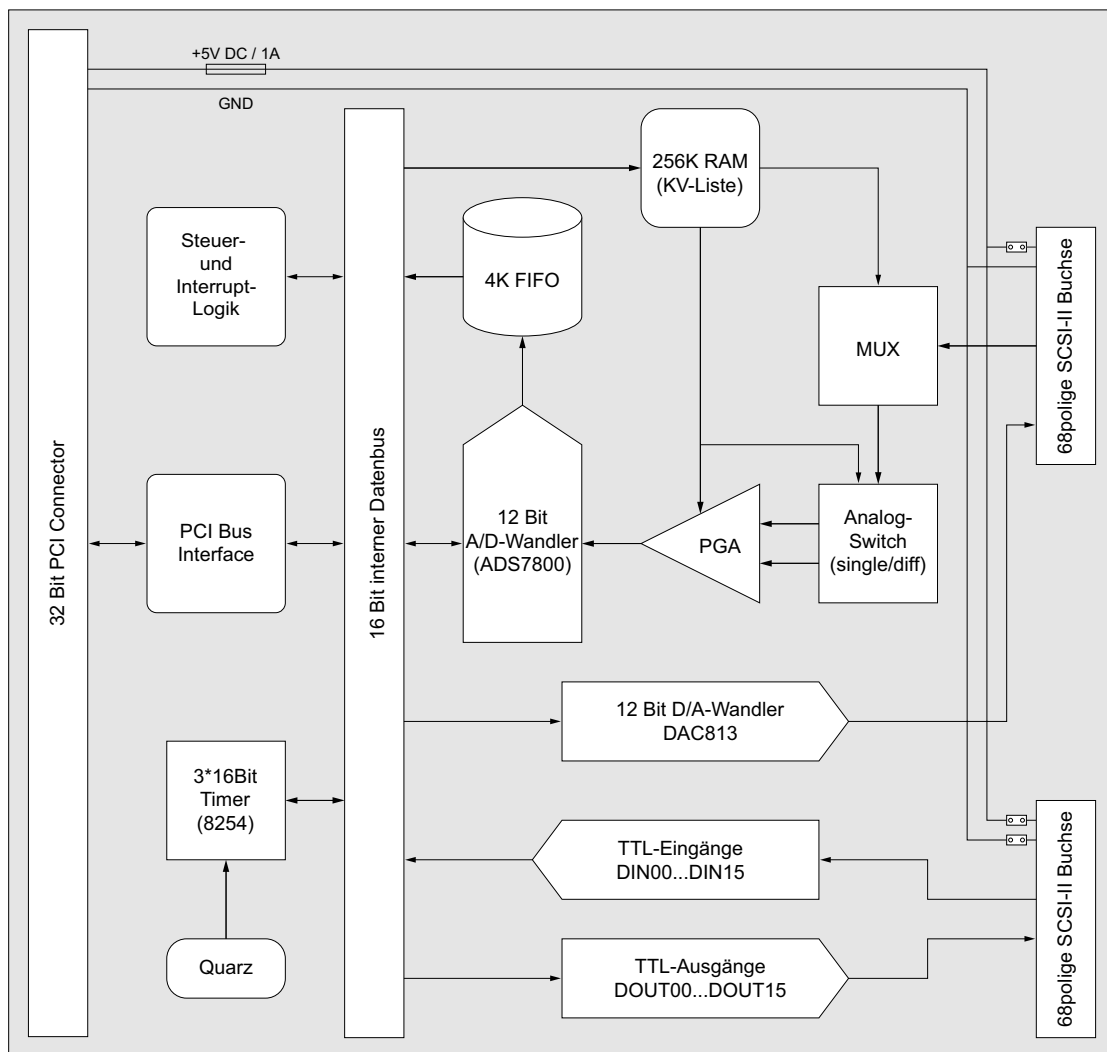 +5V DC / 1A
GND
32 Bit PCI Connector
16 Bit interner Datenbus
256K RAM
(KV-Liste)
Steuer-
und
Interrupt-
Logik
4K FIFO
MUX
68polige SCSI-II Buchse
PCI Bus
Interface
12 Bit
A/D-Wandler
(ADS7800)
PGA
Analog-
Switch
(single/diff)
12 Bit D/A-Wandler
DAC813
3*16Bit
Timer
(8254)
TTL-Eingänge
DIN00...DIN15
68polige SCSI-II Buchse
Quarz
TTL-Ausgänge
DOUT00...DOUT15